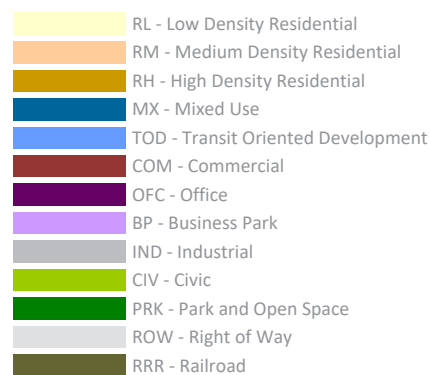 RL - Low Density Residential
RM - Medium Density Residential
RH - High Density Residential
MX - Mixed Use
TOD - Transit Oriented Development
COM - Commercial
OFC - Office
BP - Business Park
IND - Industrial
CIV - Civic
PRK - Park and Open Space
ROW - Right of Way
RRR - Railroad